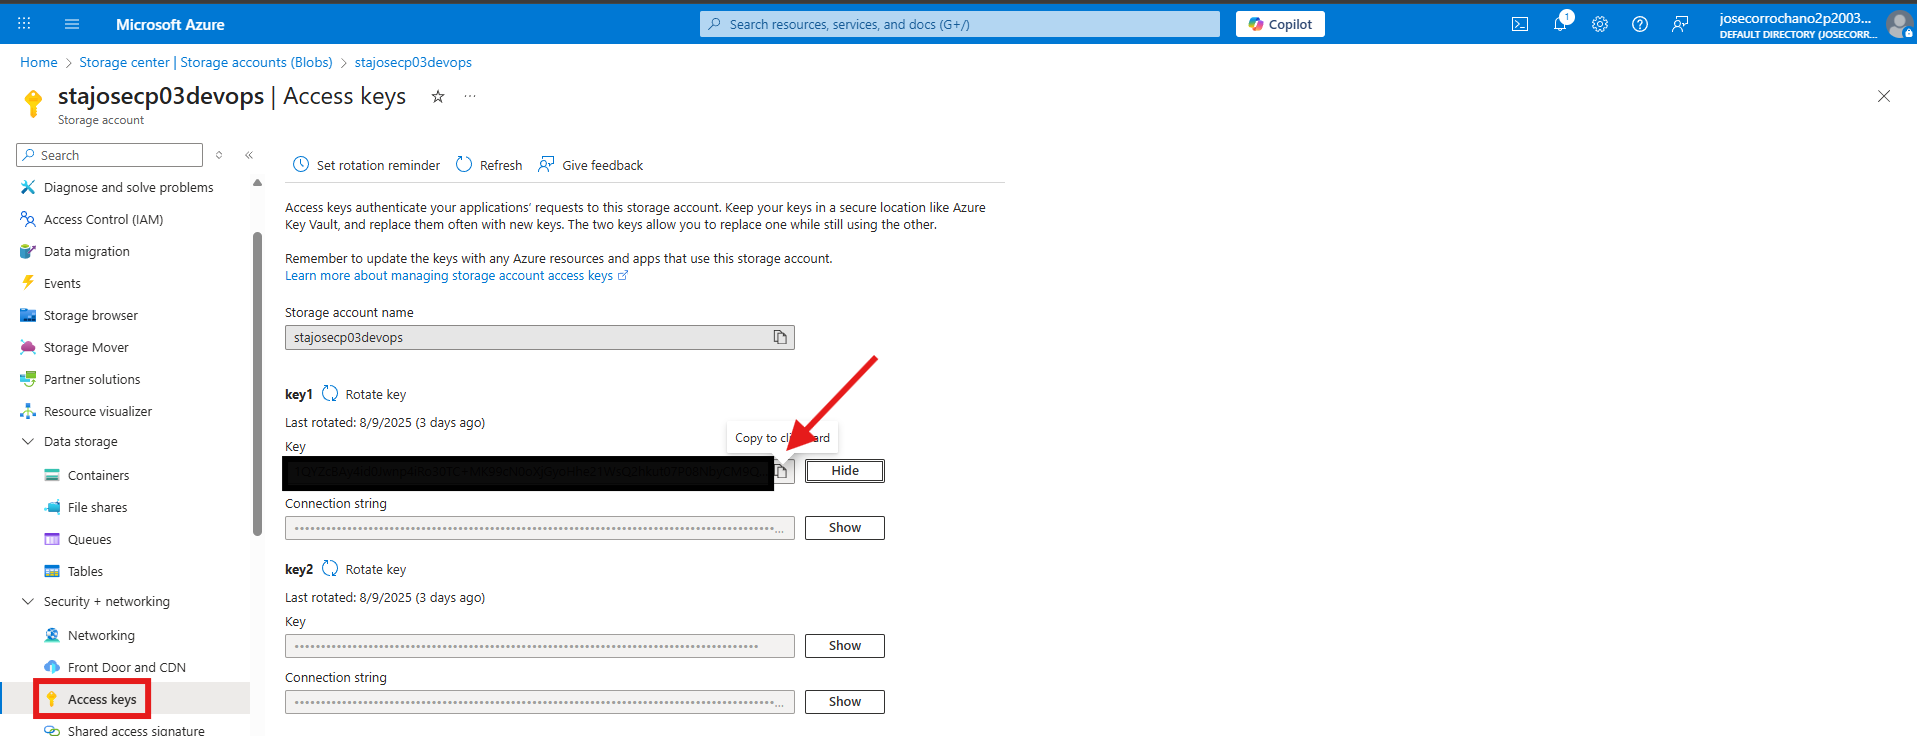 Microsoft Azure
Search resources, services, and docs (G+/)
Copilot
1
josecorrochano2p2003...
DEFAULT DIRECTORY (JOSECORR...
Home > Storage center | Storage accounts (Blobs) > stajosecp03devops
stajosecp03devops | Access keys
Storage account
Search
Diagnose and solve problems
Access Control (IAM)
Data migration
Events
Storage browser
Storage Mover
Partner solutions
Resource visualizer
Data storage
Containers
File shares
Queues
Tables
Security + networking
Networking
Front Door and CDN
Access keys
Shared access signature
Set rotation reminder
Refresh
Give feedback
Access keys authenticate your applications' requests to this storage account. Keep your keys in a secure location like Azure
Key Vault, and replace them often with new keys. The two keys allow you to replace one while still using the other.
Remember to update the keys with any Azure resources and apps that use this storage account.
Learn more about managing storage account access keys
Storage account name
stajosecp03devops
key1
Rotate key
Last rotated: 8/9/2025 (3 days ago)
Copy to
Key
Hide
Connection string
Show
key2
Rotate key
Last rotated: 8/9/2025 (3 days ago)
Key
Show
Connection string
Show